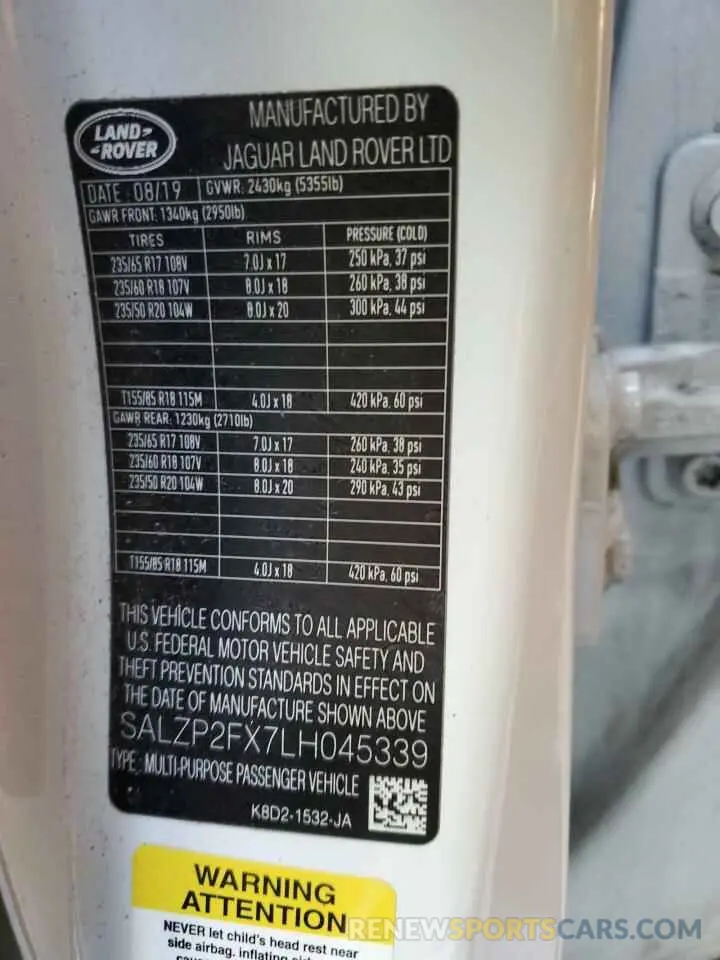 LAND-
-ROVER
MANUFACTURED BY
JAGUAR LAND ROVER LTD
DATE 08/19 GVWR: 2430kg (5355lb)
GAWR FRONT: 1340kg (2950lb)
TIRES RIMS PRESSURE (COLD)
235/65 R17 108V 7.0J x 17 250 kPa, 37 psi
235/60 R18 107V 8.0J x 18 260 kPa, 38 psi
235/50 R20 104W 8.0J x 20 300 kPa, 44 psi
T155/85 R18 115M 4.0J x 18 420 kPa, 60 psi
GAWR REAR: 1230kg (2710lb)
235/65 R17 108V 7.0J x 17 260 kPa, 38 psi
235/60 R18 107V 8.0J x 18 240 kPa, 35 psi
235/50 R20 104W 8.0J x 20 290 kPa, 43 psi
T155/85 R18 115M 4.0J x 18 420 kPa, 60 psi
THIS VEHICLE CONFORMS TO ALL APPLICABLE
U.S. FEDERAL MOTOR VEHICLE SAFETY AND
THEFT PREVENTION STANDARDS IN EFFECT ON
THE DATE OF MANUFACTURE SHOWN ABOVE
SALZP2FX7LH045339
TYPE: MULTI-PURPOSE PASSENGER VEHICLE
K8D2-1532-JA
WARNING
ATTENTION
NEVER let child's head rest near
side airbag, inflating
RENEWSPORTSCARS.COM